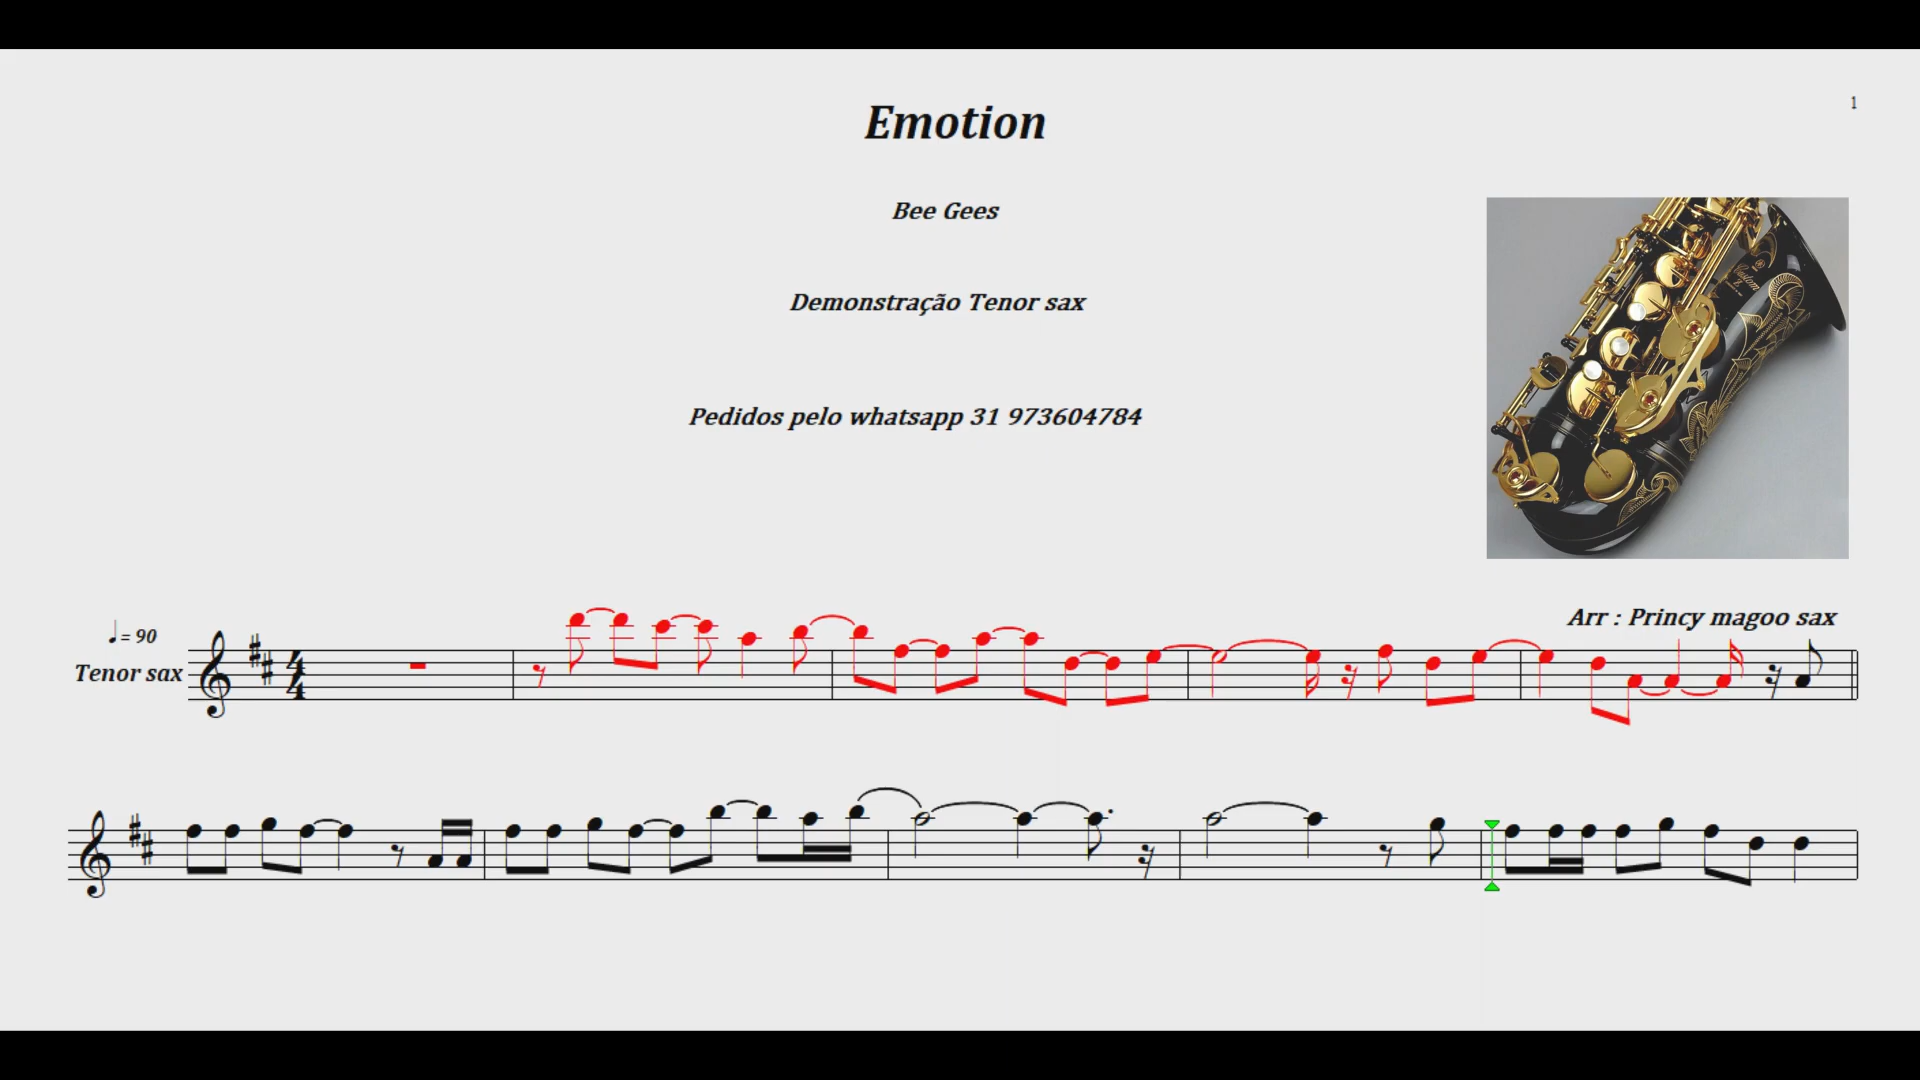 1
Emotion
Bee Gees
Demonstração Tenor sax
Pedidos pelo whatsapp 31 973604784
Arr : Princy magoo sax
♩= 90
Tenor sax